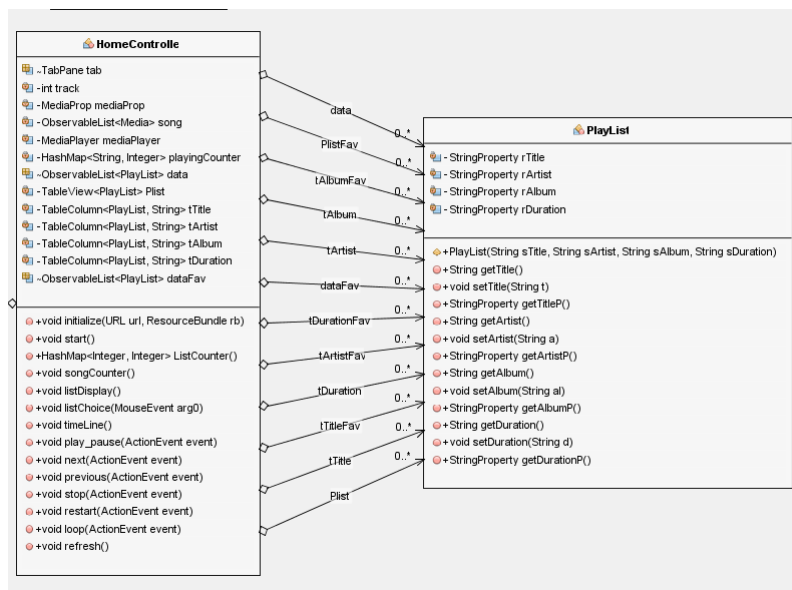 HomeControlle
~TabPane tab
-int track
-MediaProp mediaProp
-ObservableList<Media> song
-MediaPlayer mediaPlayer
-HashMap<String, Integer> playingCounter
~ObservableList<PlayList> data
-TableView<PlayList> Plist
-TableColumn<PlayList, String> tTitle
-TableColumn<PlayList, String> tArtist
-TableColumn<PlayList, String> tAlbum
-TableColumn<PlayList, String> tDuration
~ObservableList<PlayList> dataFav
+void initialize(URL url, ResourceBundle rb)
+void start()
+HashMap<Integer, Integer> ListCounter()
+void songCounter()
+void listDisplay()
+void listChoice(MouseEvent arg0)
+void timeLine()
+void play_pause(ActionEvent event)
+void next(ActionEvent event)
+void previous(ActionEvent event)
+void stop(ActionEvent event)
+void restart(ActionEvent event)
+void loop(ActionEvent event)
+void refresh()
data
0..*
PlistFav
0..*
tAlbumFav
0..*
tAlbum
0..*
tArtist
0..*
dataFav
0..*
tDurationFav
0..*
tArtistFav
0..*
tDuration
0..*
tTitleFav
0..*
tTitle
0..*
Plist
0..*
PlayList
- StringProperty rTitle
- StringProperty rArtist
- StringProperty rAlbum
- StringProperty rDuration
+PlayList(String sTitle, String sArtist, String sAlbum, String sDuration)
+String getTitle()
+void setTitle(String t)
+StringProperty getTitleP()
+String getArtist()
+void setArtist(String a)
+StringProperty getArtistP()
+String getAlbum()
+void setAlbum(String al)
+StringProperty getAlbumP()
+String getDuration()
+void setDuration(String d)
+StringProperty getDurationP()